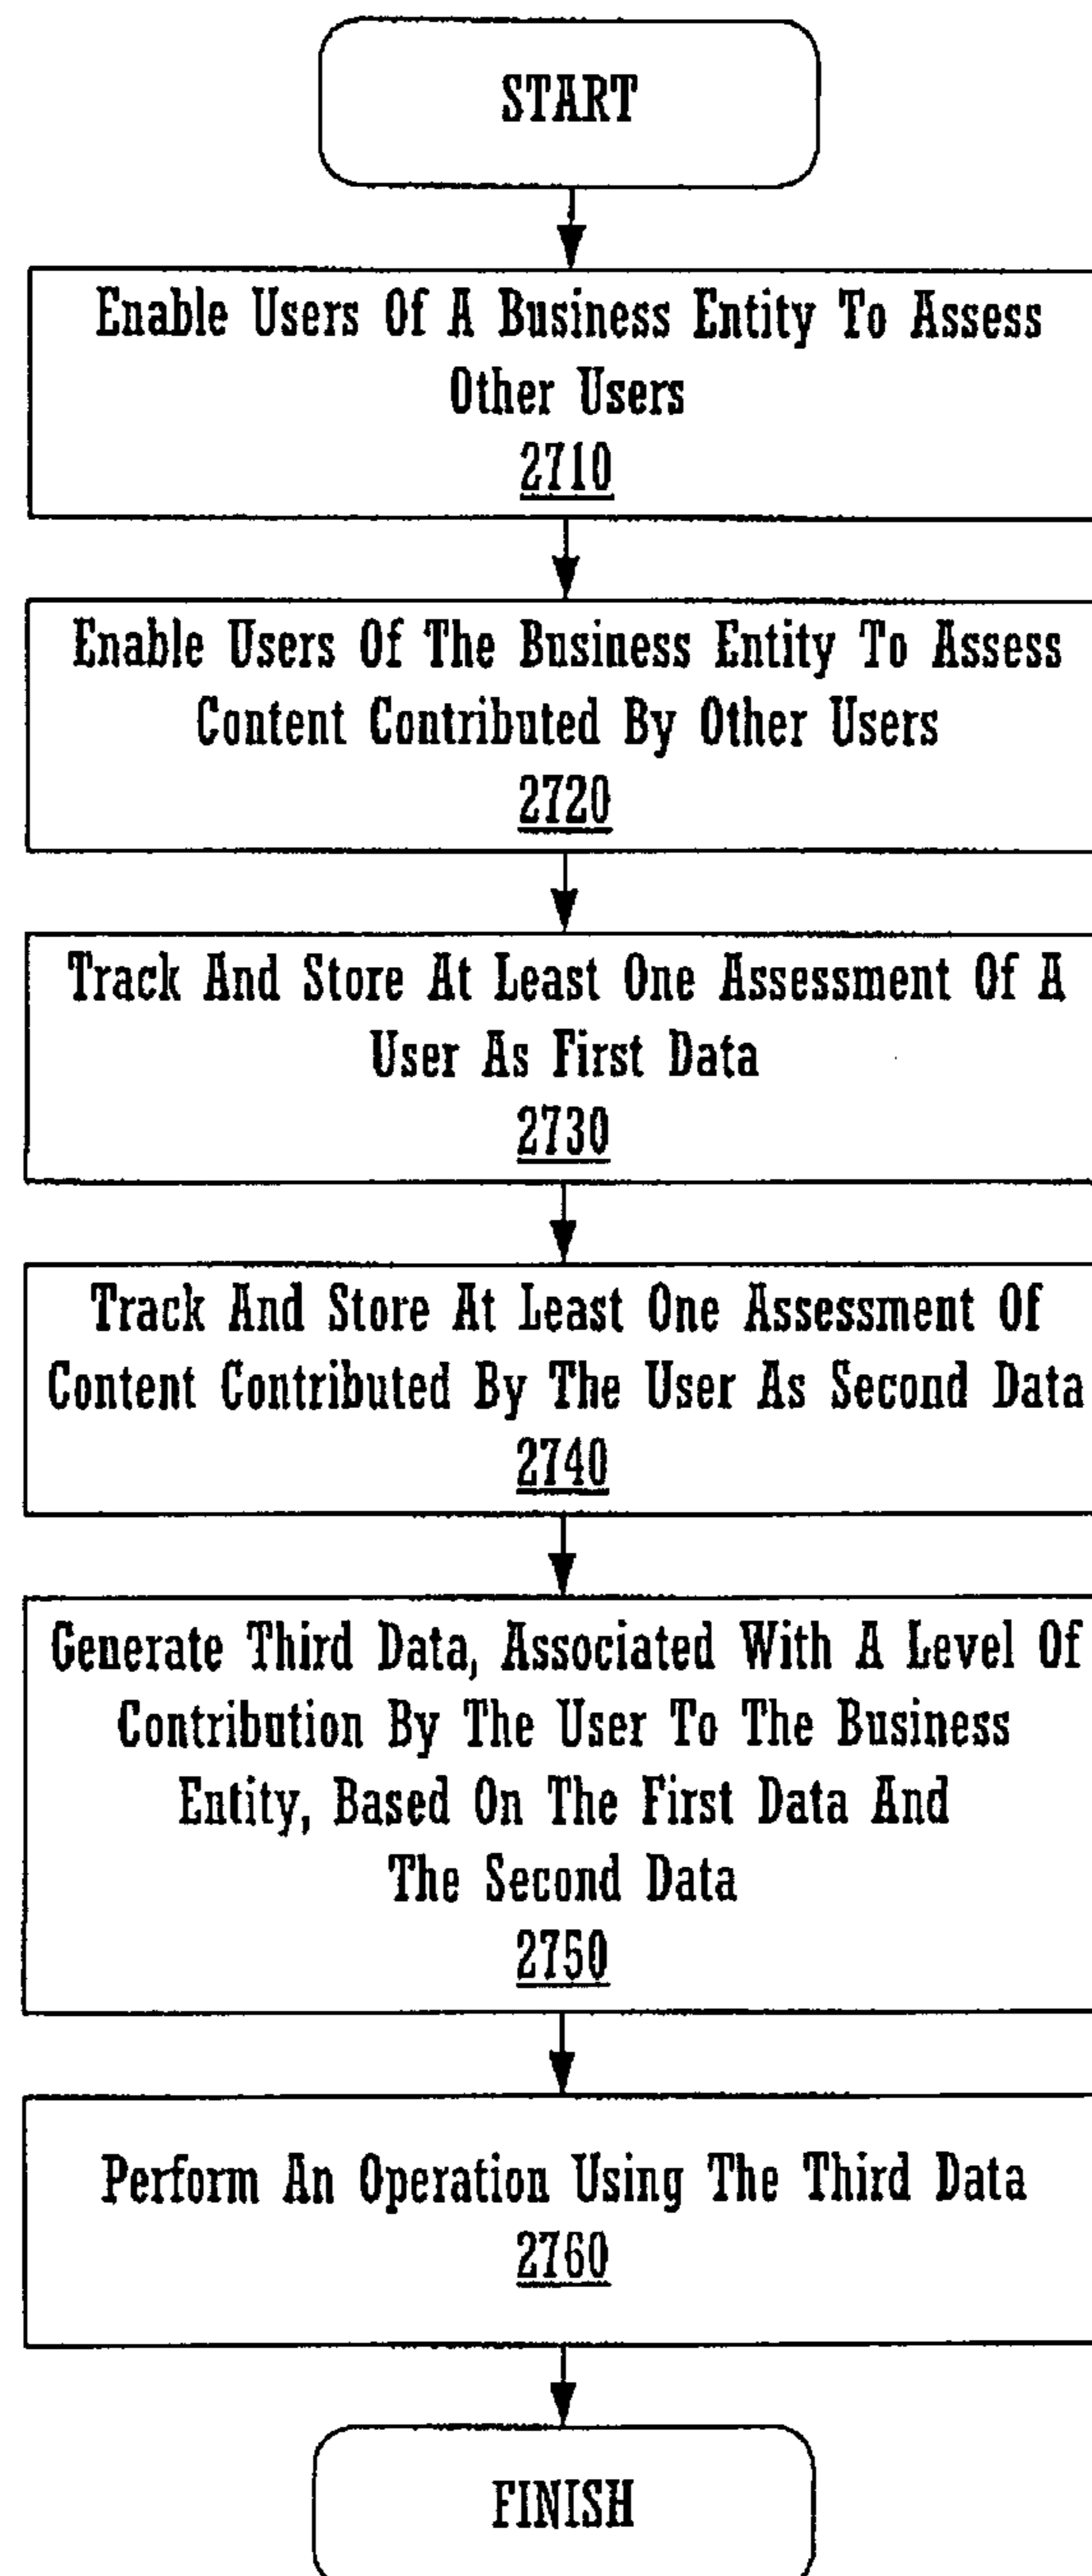 START
Enable Users Of A Business Entity To Assess
Other Users
2710
Enable Users Of The Business Entity To Assess
Content Contributed By Other Users
2720
Track And Store At Least One Assessment Of A
User As First Data
2730
Track And Store At Least One Assessment Of
Content Contributed By The User As Second Data
2740
Generate Third Data, Associated With A Level Of
Contribution By The User To The Business
Entity, Based On The First Data And
The Second Data
2750
Perform An Operation Using The Third Data
2760
FINISH